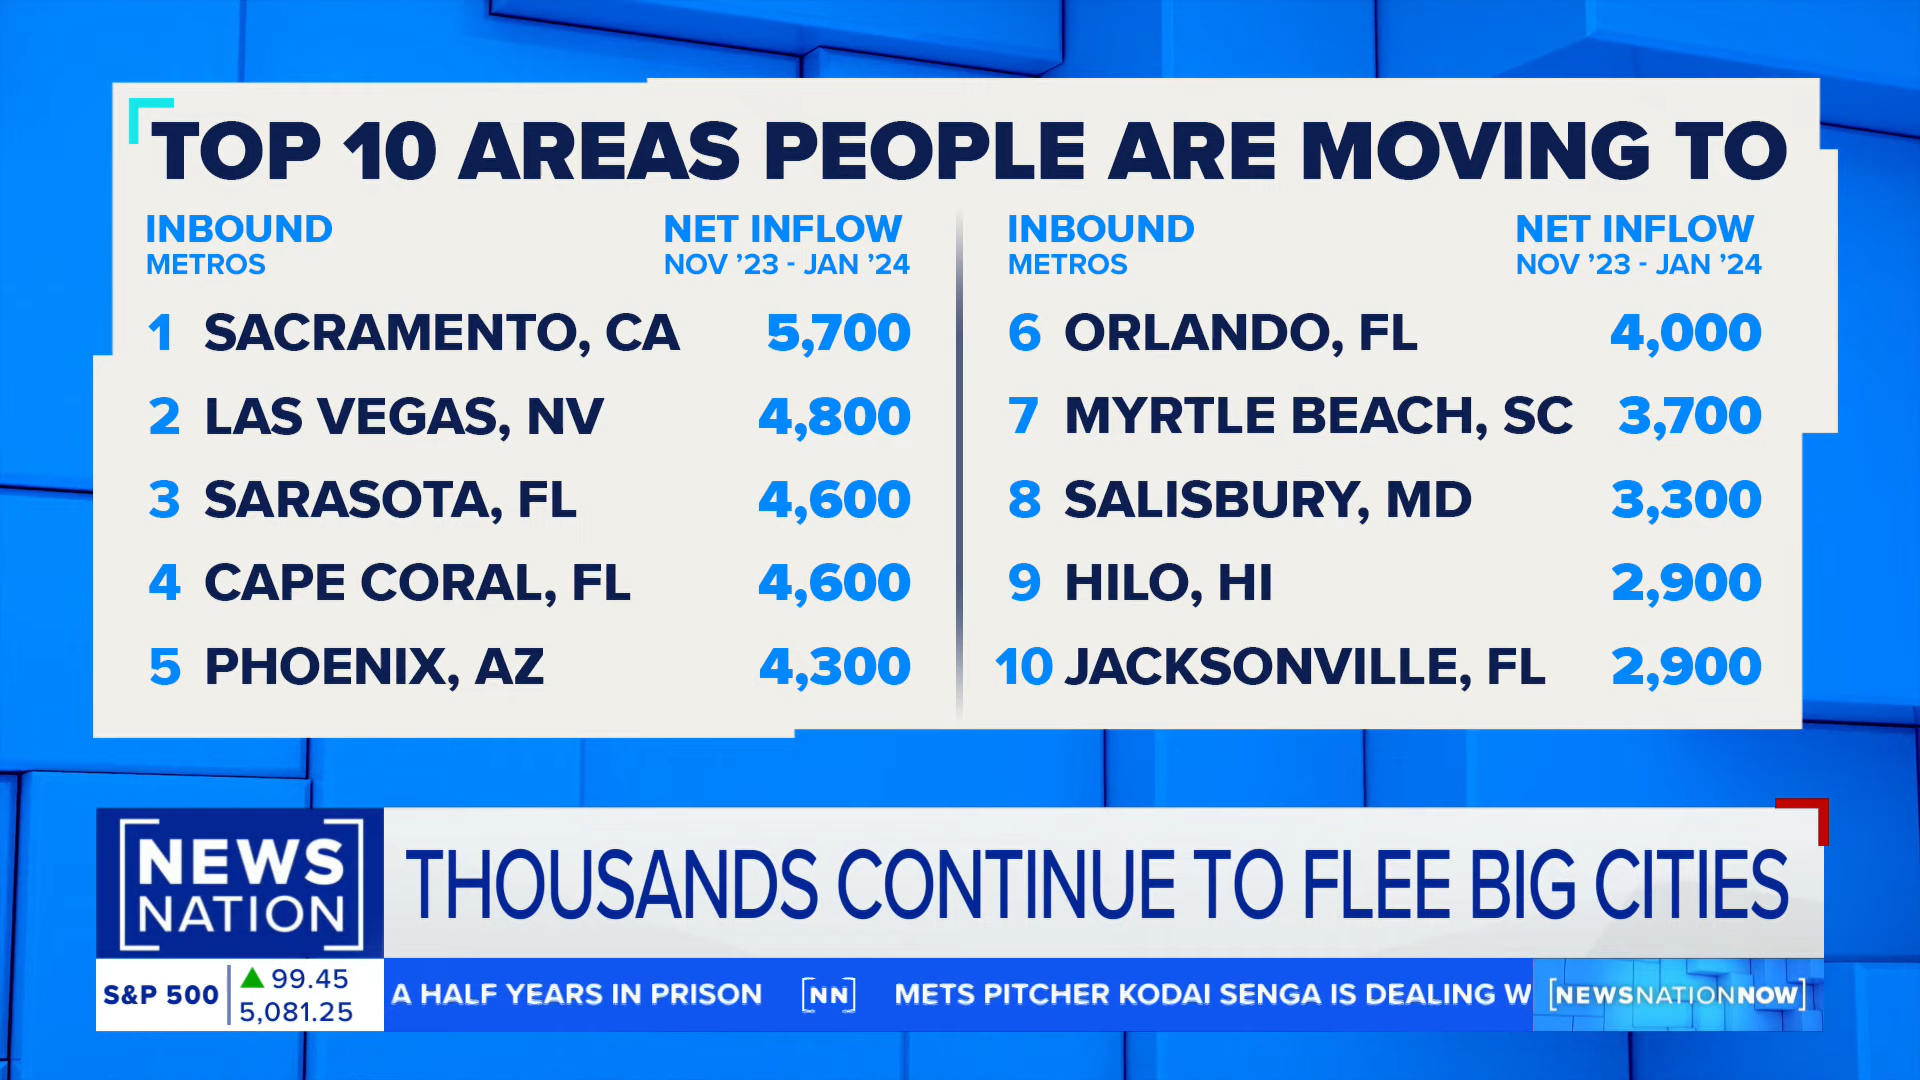 TOP 10 AREAS PEOPLE ARE MOVING TO
INBOUND NET INFLOW
METROS NOV ’23 - JAN ’24
1 SACRAMENTO, CA 5,700
2 LAS VEGAS, NV 4,800
3 SARASOTA, FL 4,600
4 CAPE CORAL, FL 4,600
5 PHOENIX, AZ 4,300
INBOUND NET INFLOW
METROS NOV ’23 - JAN ’24
6 ORLANDO, FL 4,000
7 MYRTLE BEACH, SC 3,700
8 SALISBURY, MD 3,300
9 HILO, HI 2,900
10 JACKSONVILLE, FL 2,900
NEWS
NATION
THOUSANDS CONTINUE TO FLEE BIG CITIES
S&P 500
99.45
5,081.25
A HALF YEARS IN PRISON [NN] METS PITCHER KODAI SENGA IS DEALING W
[NEWSNATIONNOW]